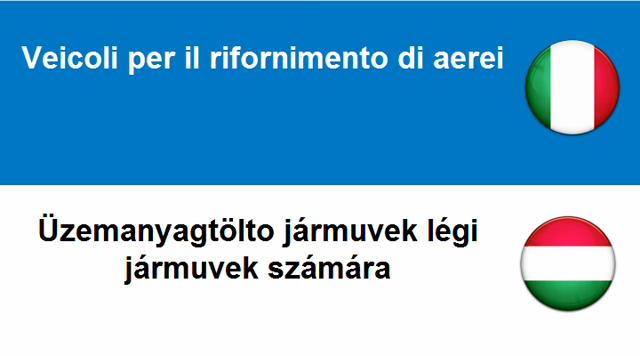 Veicoli per il rifornimento di aerei
Üzemanyagtölto jármuvek légi
jármuvek számára